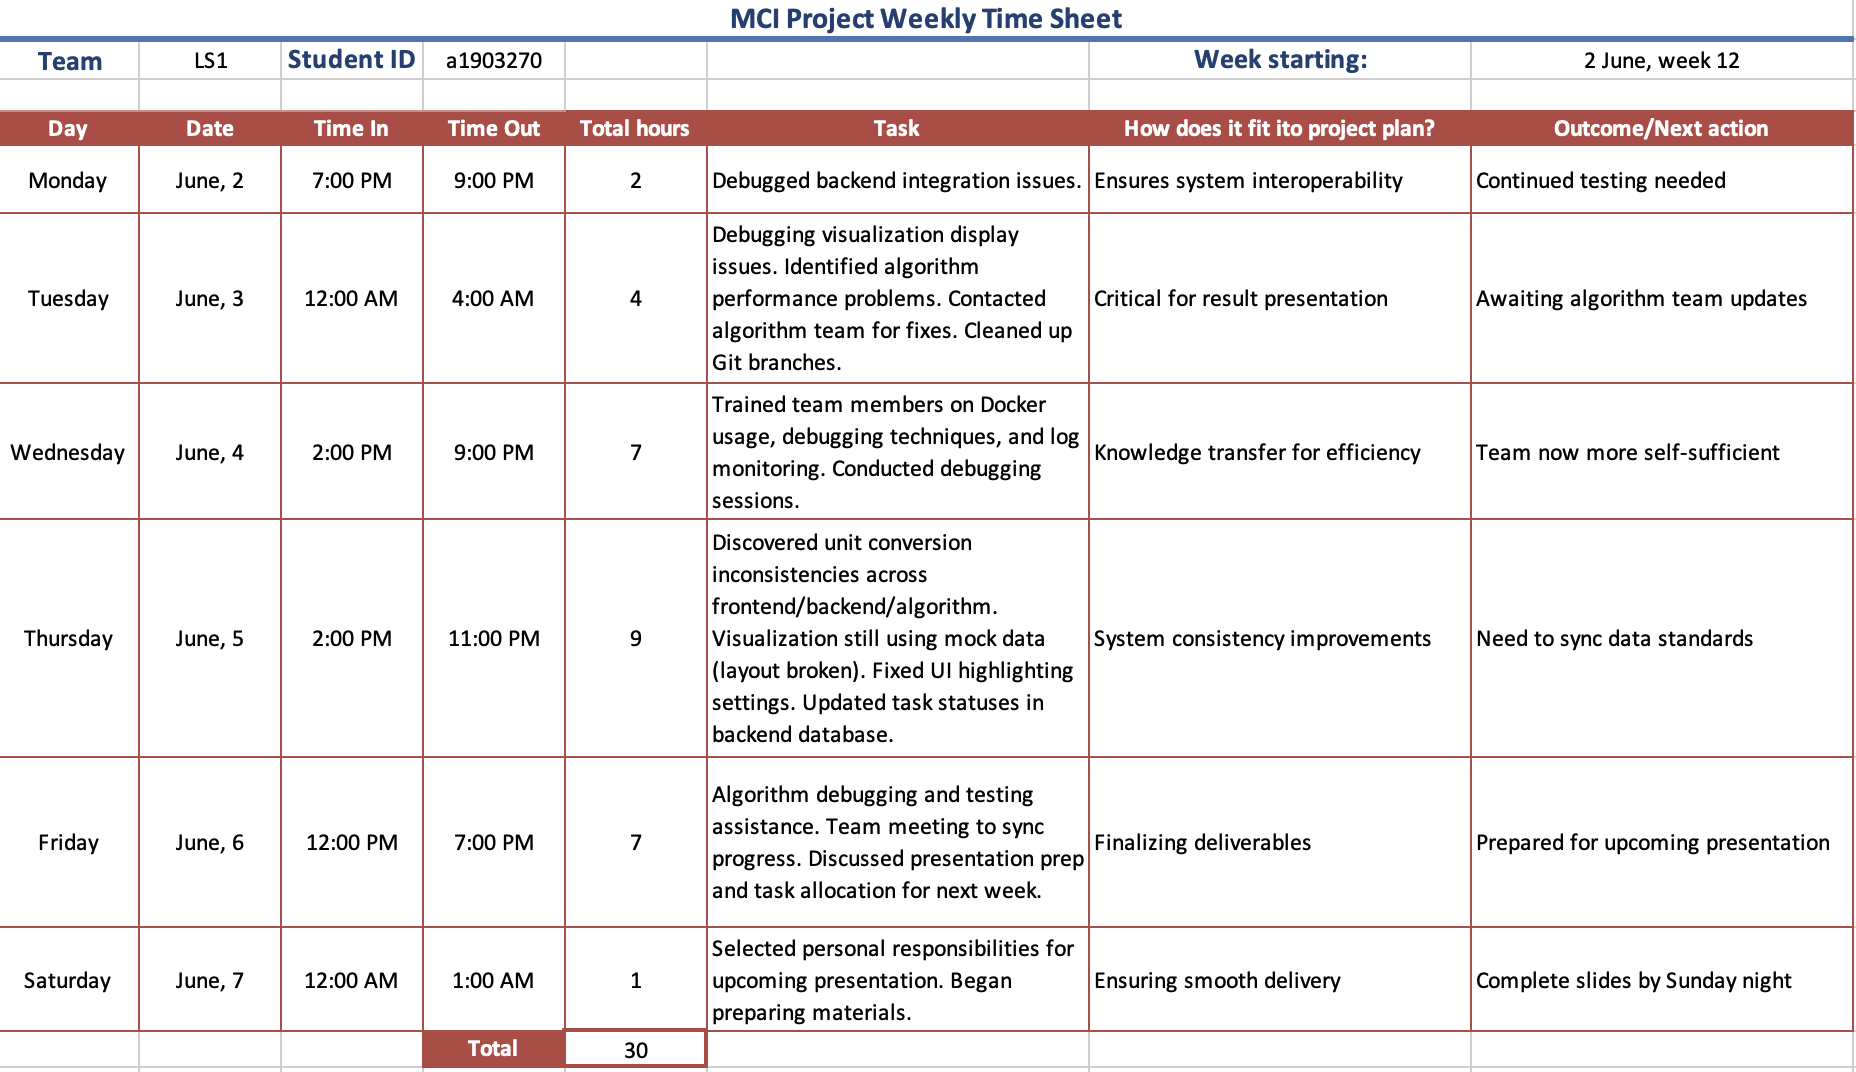 MCI Project Weekly Time Sheet
Team LS1 Student ID a1903270 Week starting: 2 June, week 12
Day Date Time In Time Out Total hours Task How does it fit ito project plan? Outcome/Next action
Monday June, 2 7:00 PM 9:00 PM 2 Debugged backend integration issues. Ensures system interoperability Continued testing needed
Debugging visualization display
issues. Identified algorithm
Tuesday June, 3 12:00 AM 4:00 AM 4 performance problems. Contacted Critical for result presentation Awaiting algorithm team updates
algorithm team for fixes. Cleaned up
Git branches.
Trained team members on Docker
usage, debugging techniques, and log
Wednesday June, 4 2:00 PM 9:00 PM 7 monitoring. Conducted debugging Knowledge transfer for efficiency Team now more self-sufficient
sessions.
Discovered unit conversion
inconsistencies across
frontend/backend/algorithm.
Thursday June, 5 2:00 PM 11:00 PM 9 Visualization still using mock data System consistency improvements Need to sync data standards
(layout broken). Fixed UI highlighting
settings. Updated task statuses in
backend database.
Algorithm debugging and testing
assistance. Team meeting to sync
Friday June, 6 12:00 PM 7:00 PM 7 progress. Discussed presentation prep Finalizing deliverables Prepared for upcoming presentation
and task allocation for next week.
Selected personal responsibilities for
Saturday June, 7 12:00 AM 1:00 AM 1 upcoming presentation. Began Ensuring smooth delivery Complete slides by Sunday night
preparing materials.
Total 30